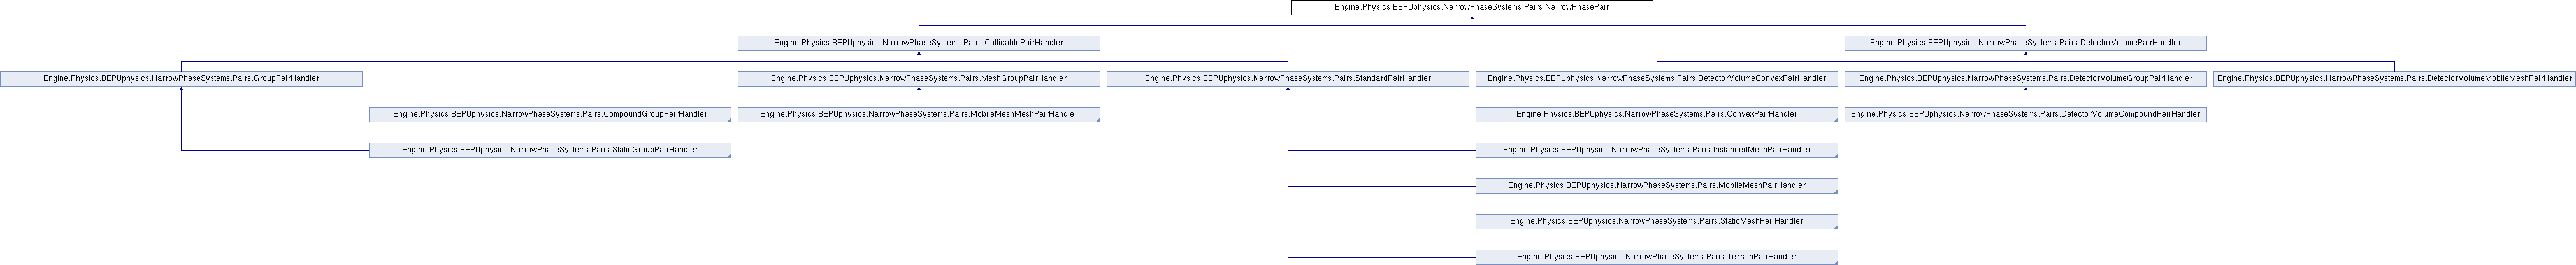 Engine.Physics.BEPUphysics.NarrowPhaseSystems.Pairs.NarrowPhasePair
Engine.Physics.BEPUphysics.NarrowPhaseSystems.Pairs.CollidablePairHandler
Engine.Physics.BEPUphysics.NarrowPhaseSystems.Pairs.DetectorVolumePairHandler
Engine.Physics.BEPUphysics.NarrowPhaseSystems.Pairs.GroupPairHandler
Engine.Physics.BEPUphysics.NarrowPhaseSystems.Pairs.MeshGroupPairHandler
Engine.Physics.BEPUphysics.NarrowPhaseSystems.Pairs.StandardPairHandler
Engine.Physics.BEPUphysics.NarrowPhaseSystems.Pairs.DetectorVolumeConvexPairHandler
Engine.Physics.BEPUphysics.NarrowPhaseSystems.Pairs.DetectorVolumeGroupPairHandler
Engine.Physics.BEPUphysics.NarrowPhaseSystems.Pairs.DetectorVolumeMobileMeshPairHandler
Engine.Physics.BEPUphysics.NarrowPhaseSystems.Pairs.CompoundGroupPairHandler
Engine.Physics.BEPUphysics.NarrowPhaseSystems.Pairs.MobileMeshMeshPairHandler
Engine.Physics.BEPUphysics.NarrowPhaseSystems.Pairs.ConvexPairHandler
Engine.Physics.BEPUphysics.NarrowPhaseSystems.Pairs.DetectorVolumeCompoundPairHandler
Engine.Physics.BEPUphysics.NarrowPhaseSystems.Pairs.StaticGroupPairHandler
Engine.Physics.BEPUphysics.NarrowPhaseSystems.Pairs.InstancedMeshPairHandler
Engine.Physics.BEPUphysics.NarrowPhaseSystems.Pairs.MobileMeshPairHandler
Engine.Physics.BEPUphysics.NarrowPhaseSystems.Pairs.StaticMeshPairHandler
Engine.Physics.BEPUphysics.NarrowPhaseSystems.Pairs.TerrainPairHandler